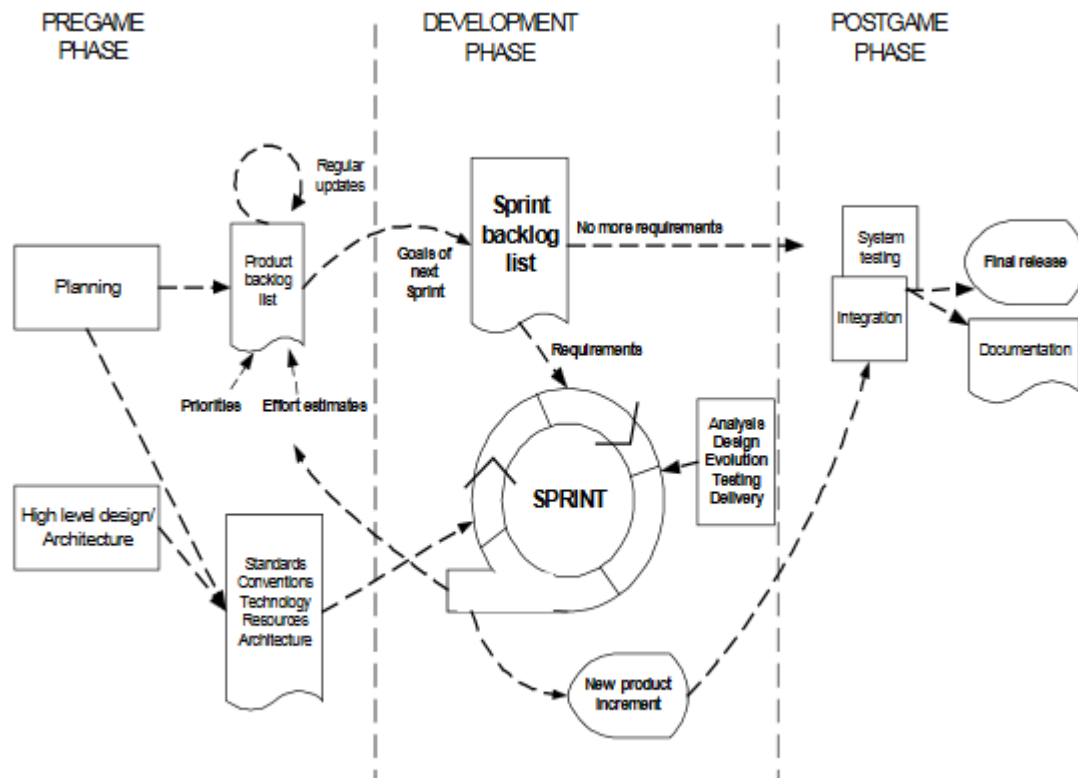 PREGAME
PHASE
DEVELOPMENT
PHASE
POSTGAME
PHASE
Regular
updates
Planning
Product
backlog
list
Goals of
next
Sprint
Sprint
backlog
list
No more requirements
System
testing
Final release
Integration
Documentation
Priorities
Effort estimates
Requirements
Analysis
Design
Evolution
Testing
Delivery
SPRINT
High level design/
Architecture
Standards
Conventions
Technology
Resources
Architecture
New product
increment